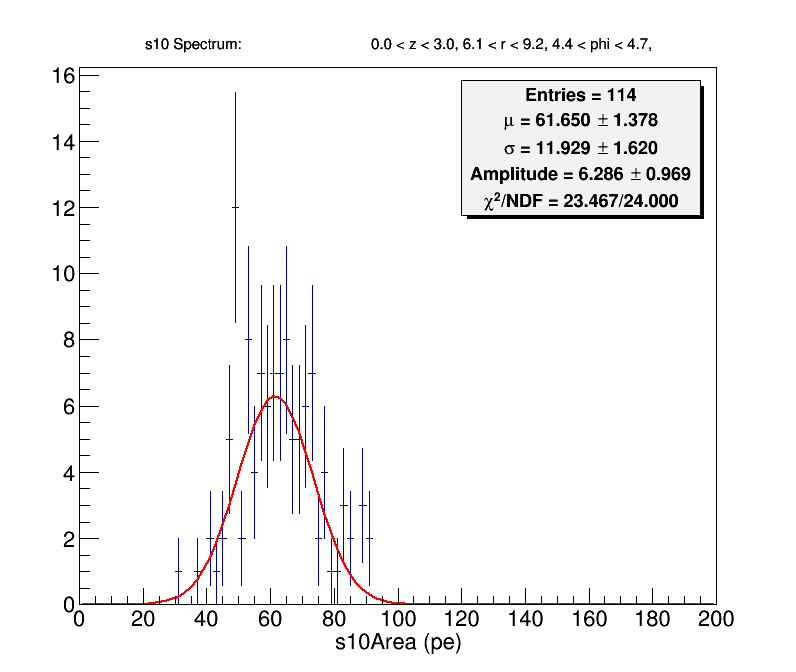 s10 Spectrum: 0.0 < z < 3.0, 6.1 < r < 9.2, 4.4 < phi < 4.7,
Entries = 114
μ = 61.650 ± 1.378
σ = 11.929 ± 1.620
Amplitude = 6.286 ± 0.969
χ²/NDF = 23.467/24.000
16
14
12
10
8
6
4
2
0
0 20 40 60 80 100 120 140 160 180 200
s10Area (pe)